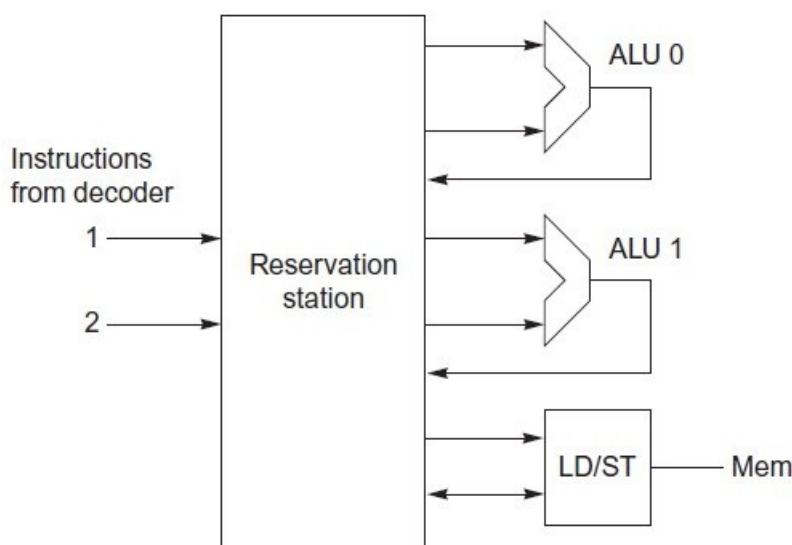 Instructions
from decoder
1
2
Reservation
station
ALU 0
ALU 1
LD/ST
Mem